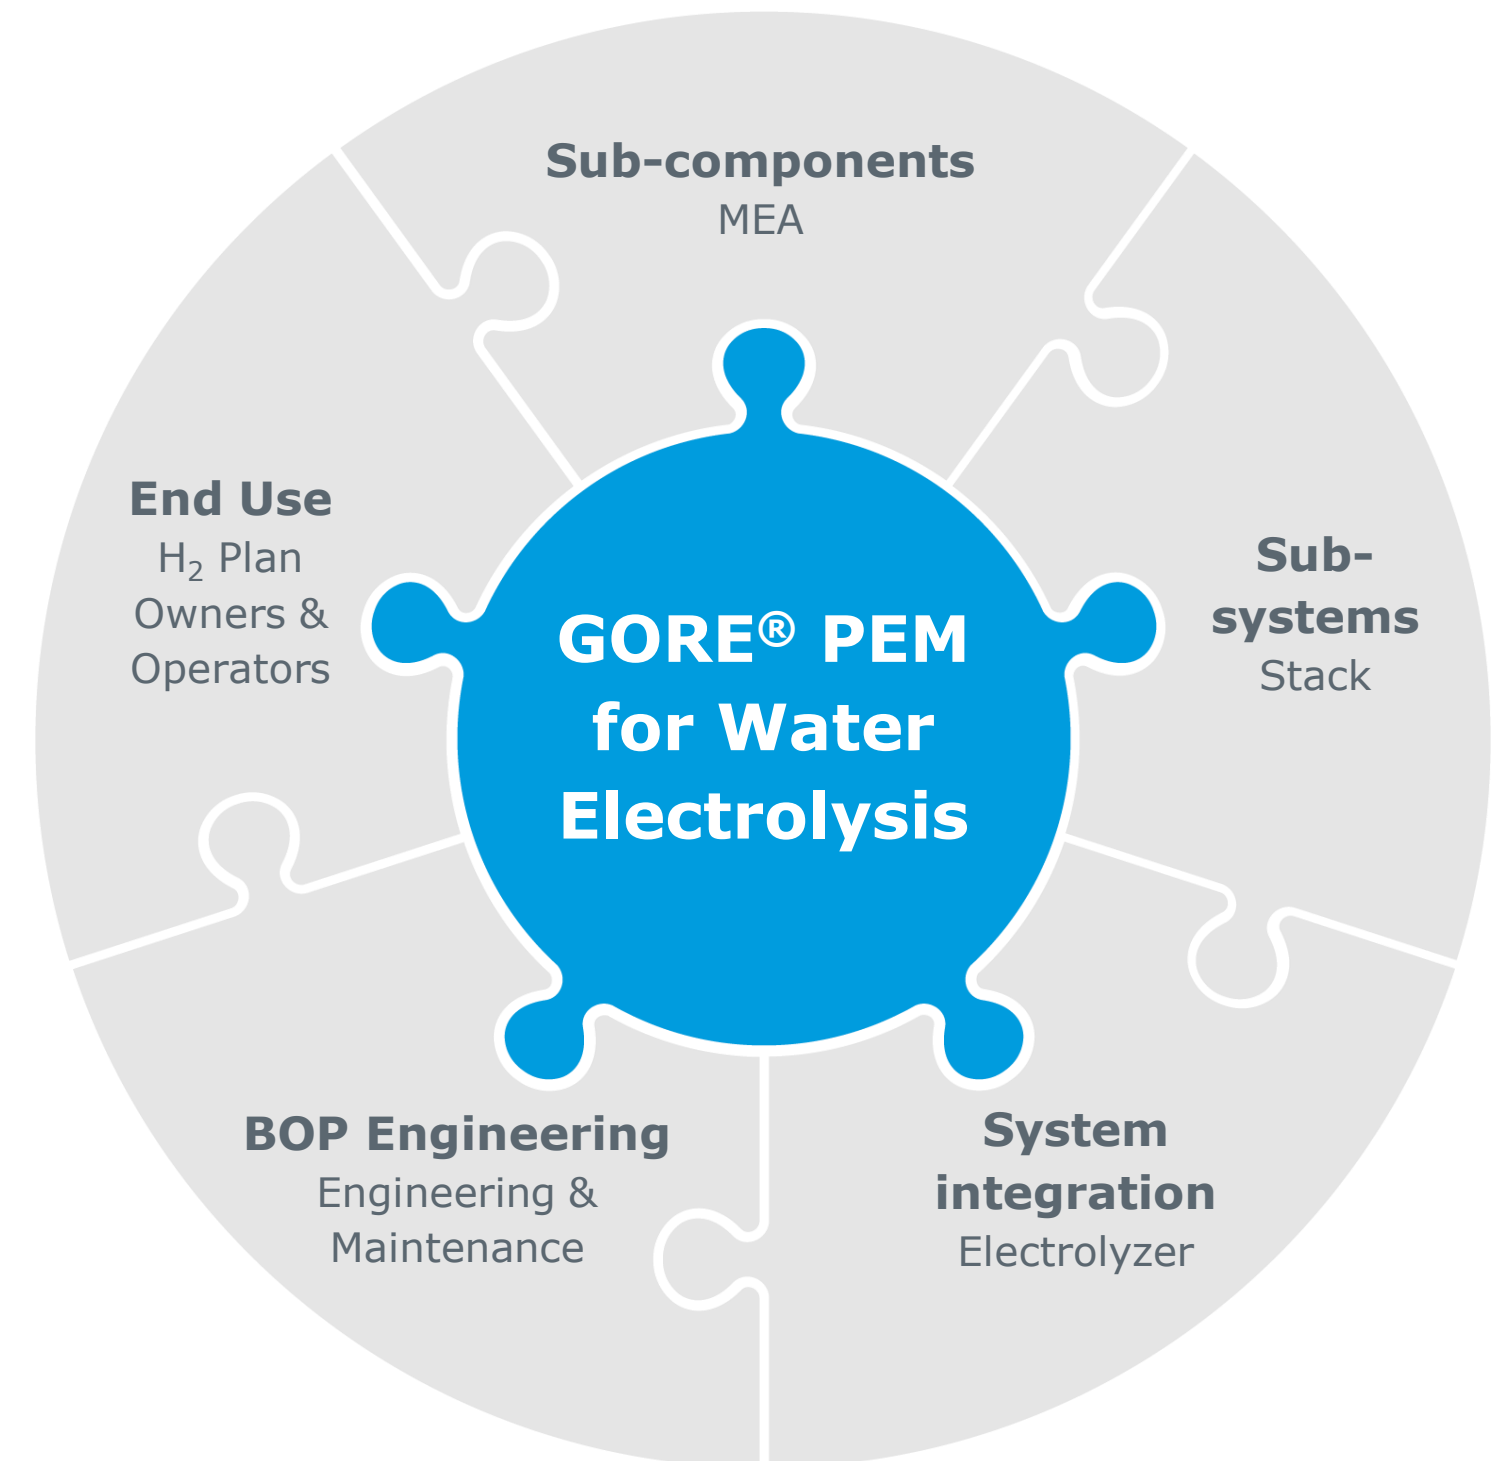 Sub-components
MEA
Sub-
systems
Stack
System
integration
Electrolyzer
BOP Engineering
Engineering &
Maintenance
End Use
H₂ Plan
Owners &
Operators
GORE® PEM
for Water
Electrolysis